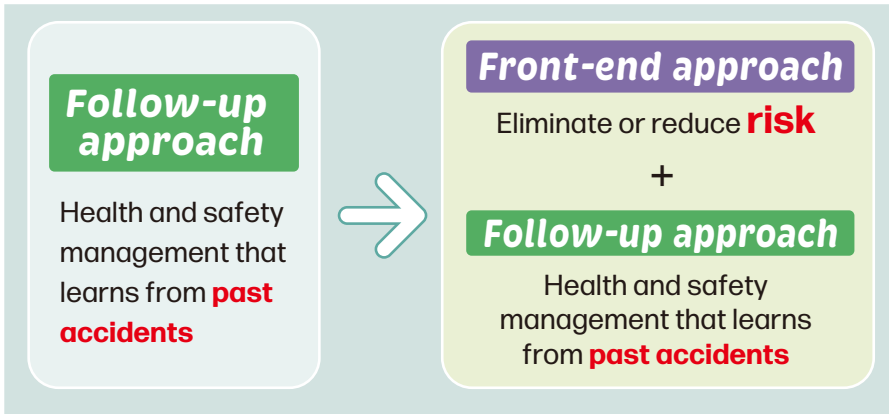 Follow-up
approach
Health and safety
management that
learns from past
accidents
Front-end approach
Eliminate or reduce risk
+
Follow-up approach
Health and safety
management that learns
from past accidents